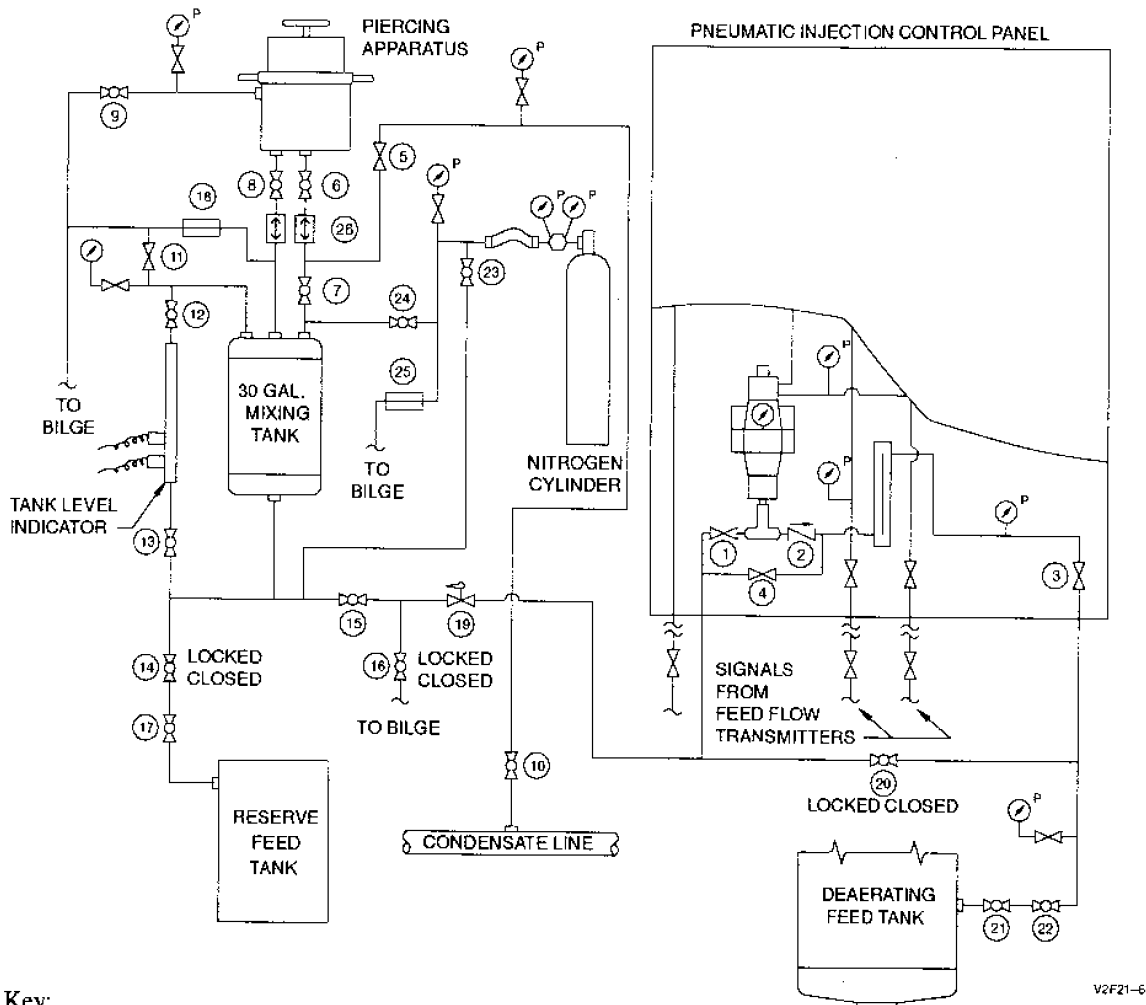 P
PIERCING
APPARATUS
P
PNEUMATIC INJECTION CONTROL PANEL
9
5
P
8
6
18
P
P
26
11
23
7
24
12
30 GAL.
MIXING
TANK
P
25
TO
BILGE
TO
BILGE
NITROGEN
CYLINDER
P
TANK LEVEL
INDICATOR
P
13
1
2
3
4
15
19
14
LOCKED
CLOSED
16
LOCKED
CLOSED
SIGNALS
FROM
FEED FLOW
TRANSMITTERS
17
TO BILGE
10
20
LOCKED CLOSED
P
RESERVE
FEED
TANK
CONDENSATE LINE
DEAERATING
FEED TANK
21
22
Key:
V2F21-6